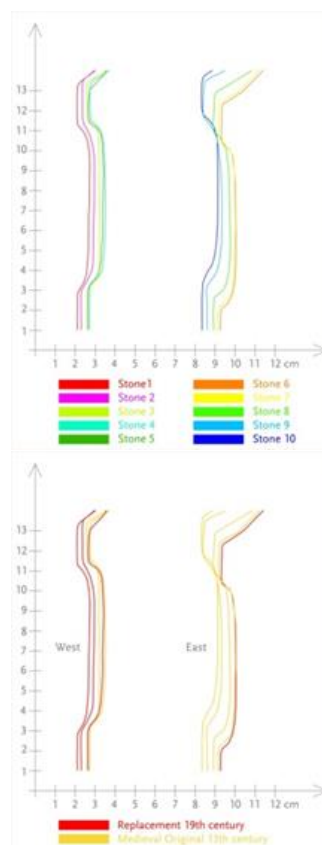 13
12
11
10
9
8
7
6
5
4
3
2
1
1 2 3 4 5 6 7 8 9 10 11 12 cm
Stone1 Stone 6
Stone 2 Stone 7
Stone 3 Stone 8
Stone 4 Stone 9
Stone 5 Stone 10
13
12
11
10
9
8
7
West East
6
5
4
3
2
1
1 2 3 4 5 6 7 8 9 10 11 12 cm
Replacement 19th century
Medieval Original 13th century